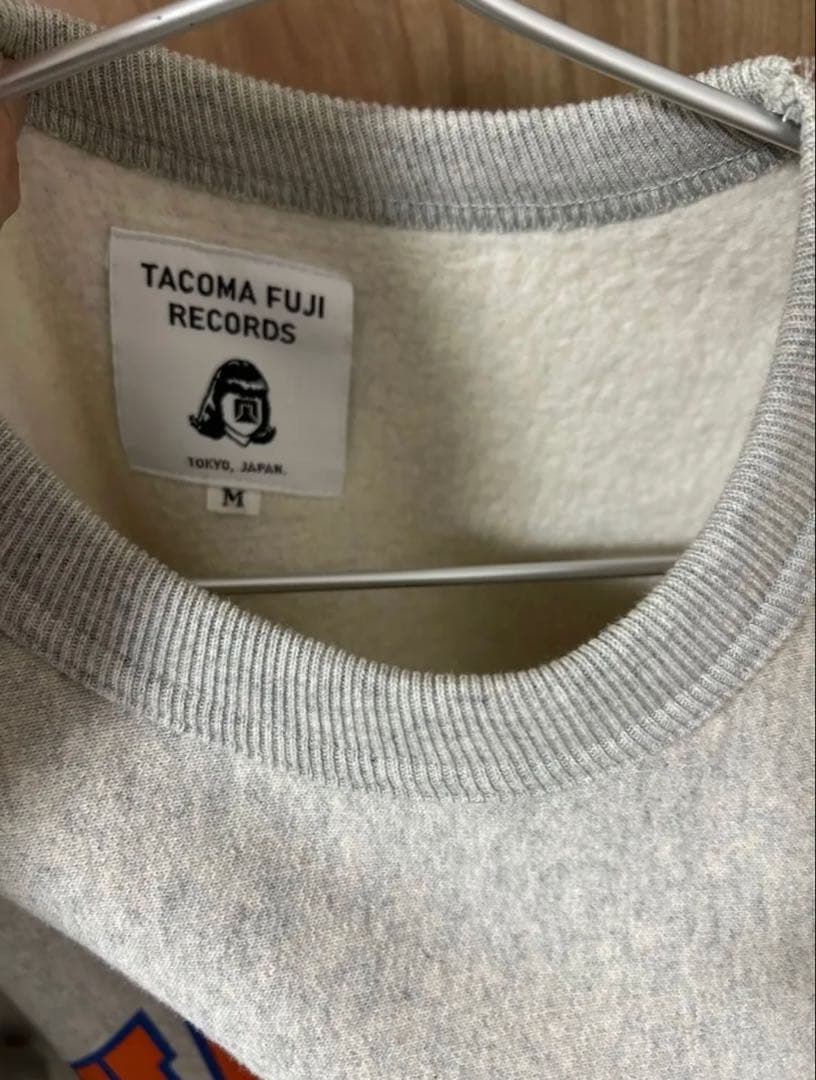 TACOMA FUJI
RECORDS
TOKYO, JAPAN.
M